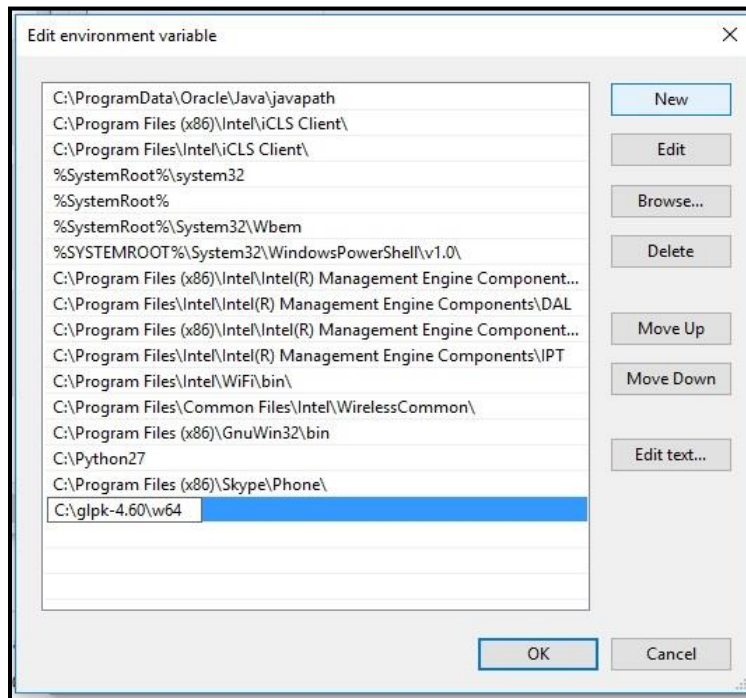 Edit environment variable
C:\ProgramData\Oracle\Java\javapath
C:\Program Files (x86)\Intel\iCLS Client\
C:\Program Files\Intel\iCLS Client\
%SystemRoot%\system32
%SystemRoot%
%SystemRoot%\System32\Wbem
%SYSTEMROOT%\System32\WindowsPowerShell\v1.0\
C:\Program Files (x86)\Intel\Intel(R) Management Engine Component...
C:\Program Files\Intel\Intel(R) Management Engine Components\DAL
C:\Program Files (x86)\Intel\Intel(R) Management Engine Component...
C:\Program Files\Intel\Intel(R) Management Engine Components\IPT
C:\Program Files\Intel\WiFi\bin\
C:\Program Files\Common Files\Intel\WirelessCommon\
C:\Program Files (x86)\GnuWin32\bin
C:\Python27
C:\Program Files (x86)\Skype\Phone\
C:\glpk-4.60\w64
New
Edit
Browse...
Delete
Move Up
Move Down
Edit text...
OK
Cancel